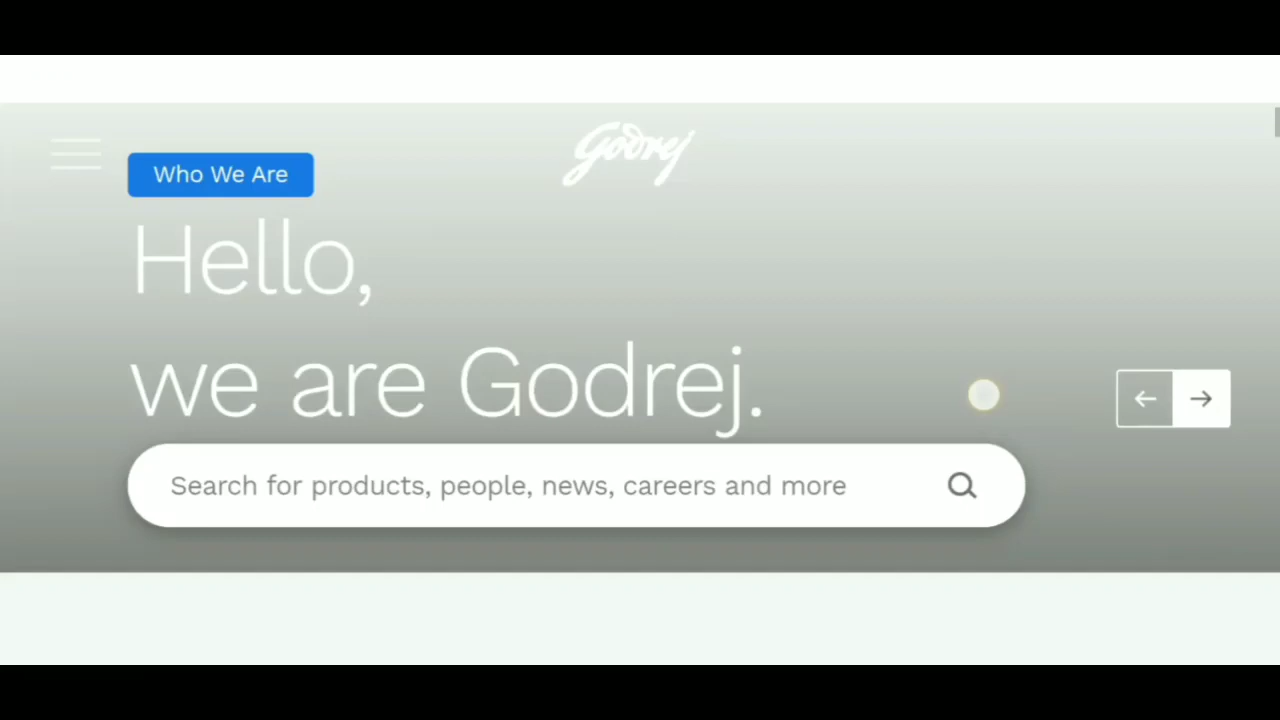 Godrej
Who We Are
Hello,
we are Godrej.
Search for products, people, news, careers and more